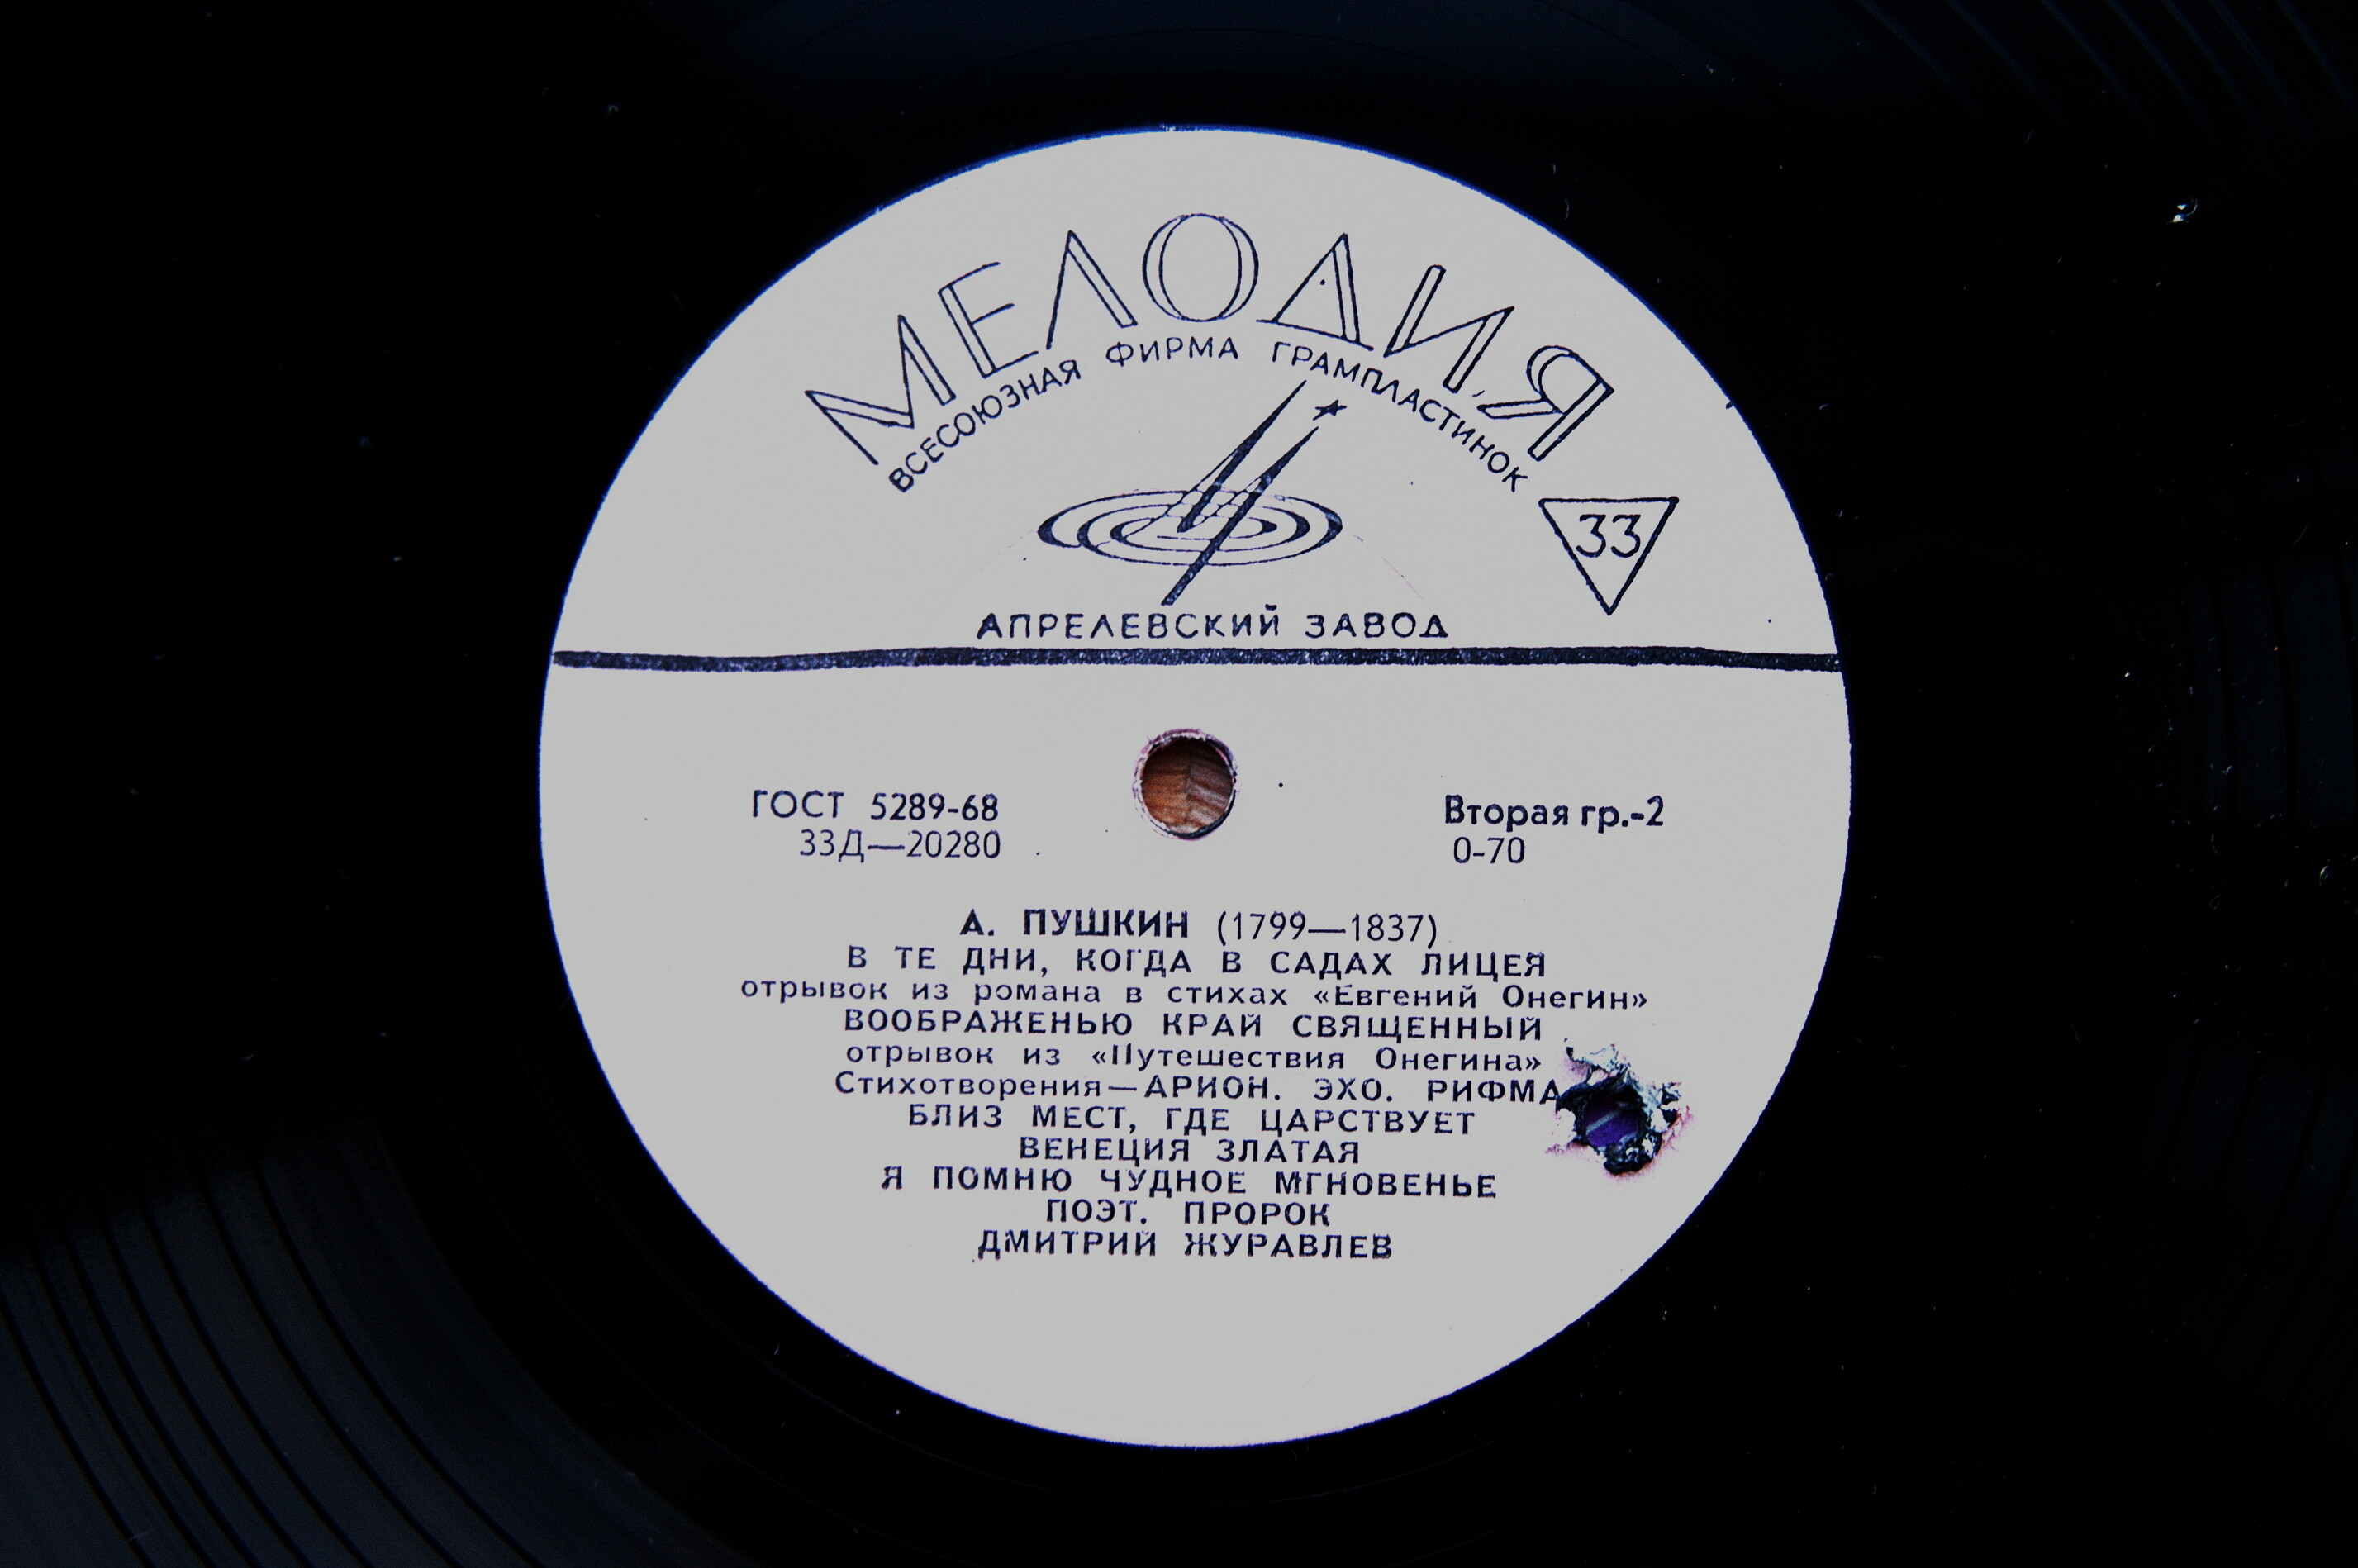 МЕЛОДИЯ
ВСЕСОЮЗНАЯ ФИРМА ГРАМПЛАСТИНОК
33
АПРЕЛЕВСКИЙ ЗАВОД
ГОСТ 5289-68
33Д—20280
Вторая гр.-2
0-70
А. ПУШКИН (1799—1837)
В ТЕ ДНИ, КОГДА В САДАХ ЛИЦЕЯ
отрывок из романа в стихах «Евгений Онегин»
ВООБРАЖЕНЬЮ КРАЙ СВЯЩЕННЫЙ
отрывок из «Путешествия Онегина»
Стихотворения—АРИОН. ЭХО. РИФМА
БЛИЗ МЕСТ, ГДЕ ЦАРСТВУЕТ
ВЕНЕЦИЯ ЗЛАТАЯ
Я ПОМНЮ ЧУДНОЕ МГНОВЕНЬЕ
ПОЭТ. ПРОРОК
ДМИТРИЙ ЖУРАВЛЕВ